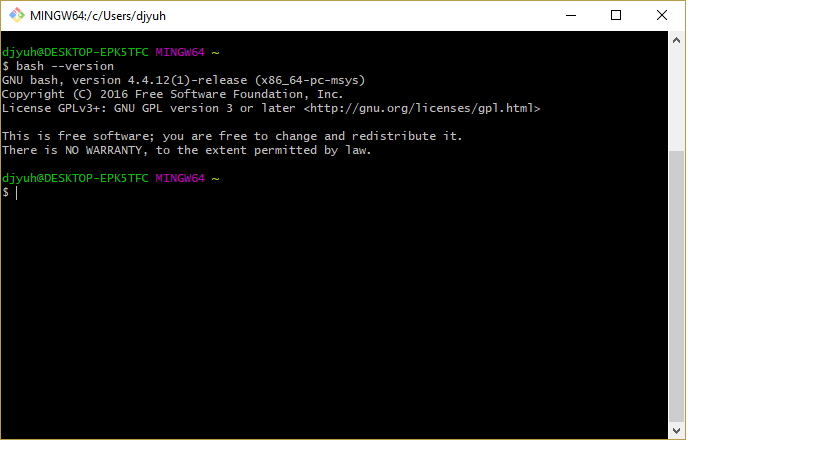 MINGW64:/c/Users/djyuh
djyuh@DESKTOP-EPK5TFC MINGW64 ~
$ bash --version
GNU bash, version 4.4.12(1)-release (x86_64-pc-msys)
Copyright (C) 2016 Free Software Foundation, Inc.
License GPLv3+: GNU GPL version 3 or later <http://gnu.org/licenses/gpl.html>
This is free software; you are free to change and redistribute it.
There is NO WARRANTY, to the extent permitted by law.
djyuh@DESKTOP-EPK5TFC MINGW64 ~
$